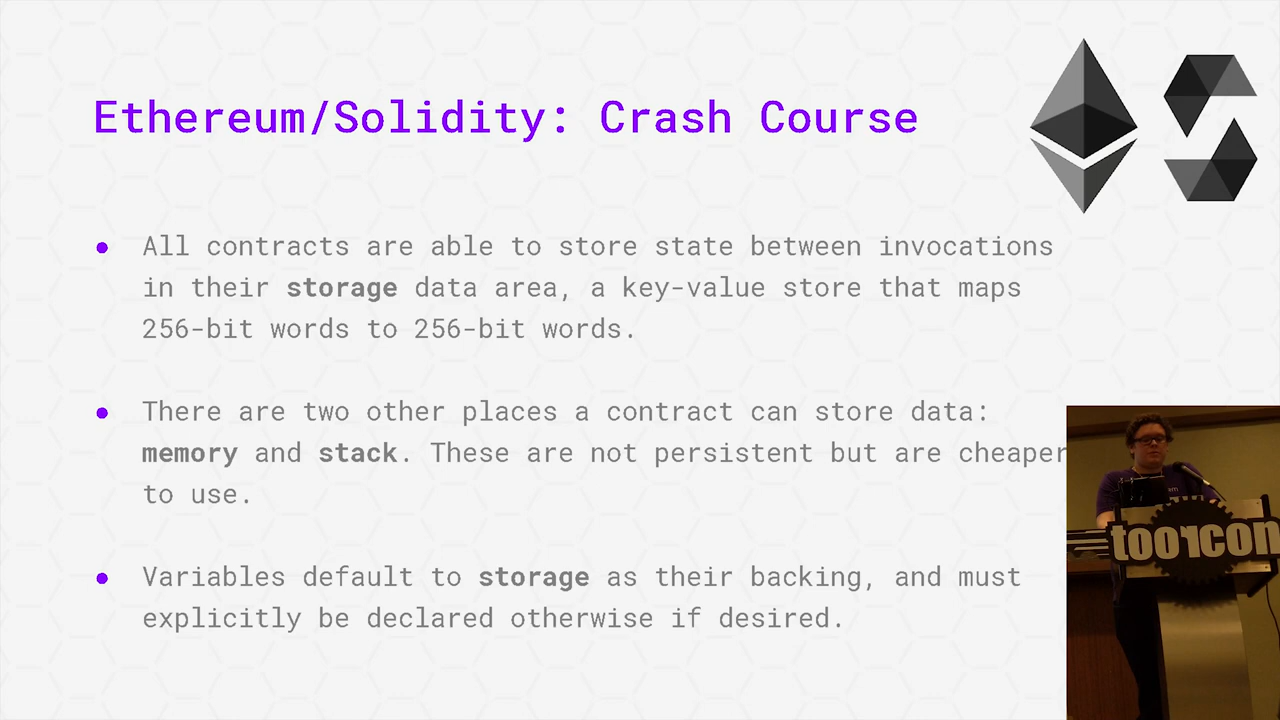 Ethereum/Solidity: Crash Course
● All contracts are able to store state between invocations
in their storage data area, a key-value store that maps
256-bit words to 256-bit words.
● There are two other places a contract can store data:
memory and stack. These are not persistent but are cheaper
to use.
● Variables default to storage as their backing, and must
explicitly be declared otherwise if desired.
toorcon